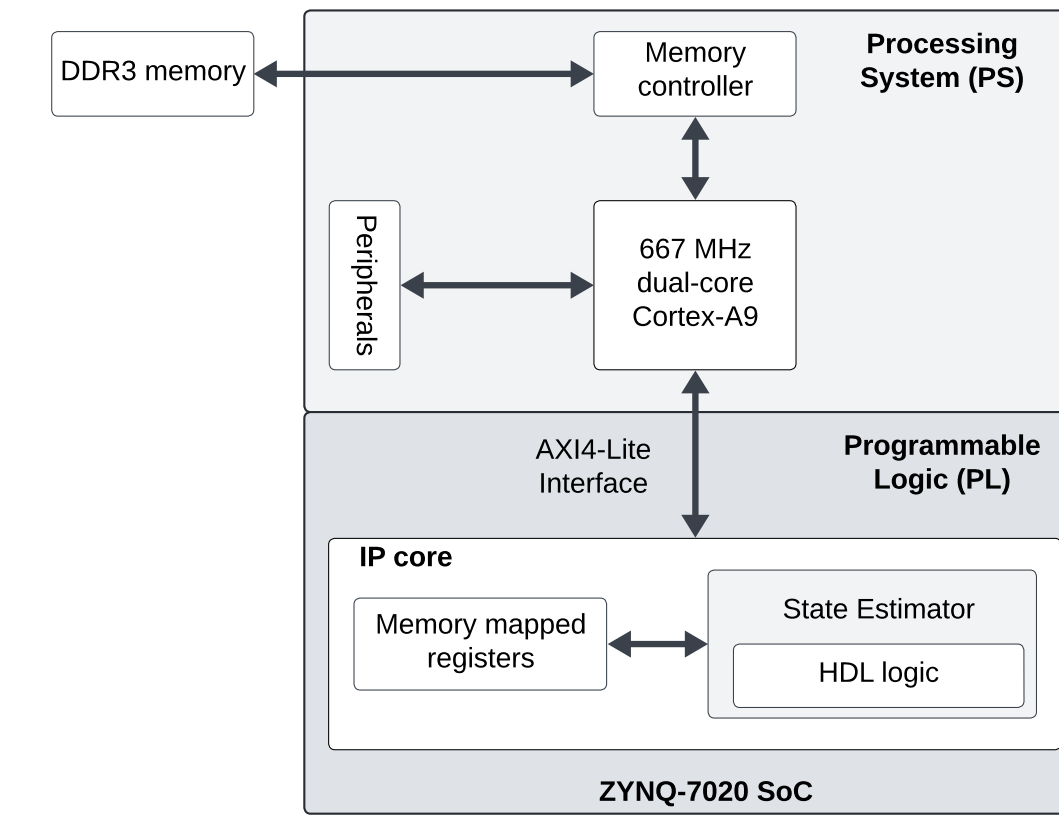 DDR3 memory
Memory
controller
Processing
System (PS)
Peripherals
667 MHz
dual-core
Cortex-A9
AXI4-Lite
Interface
Programmable
Logic (PL)
IP core
Memory mapped
registers
State Estimator
HDL logic
ZYNQ-7020 SoC